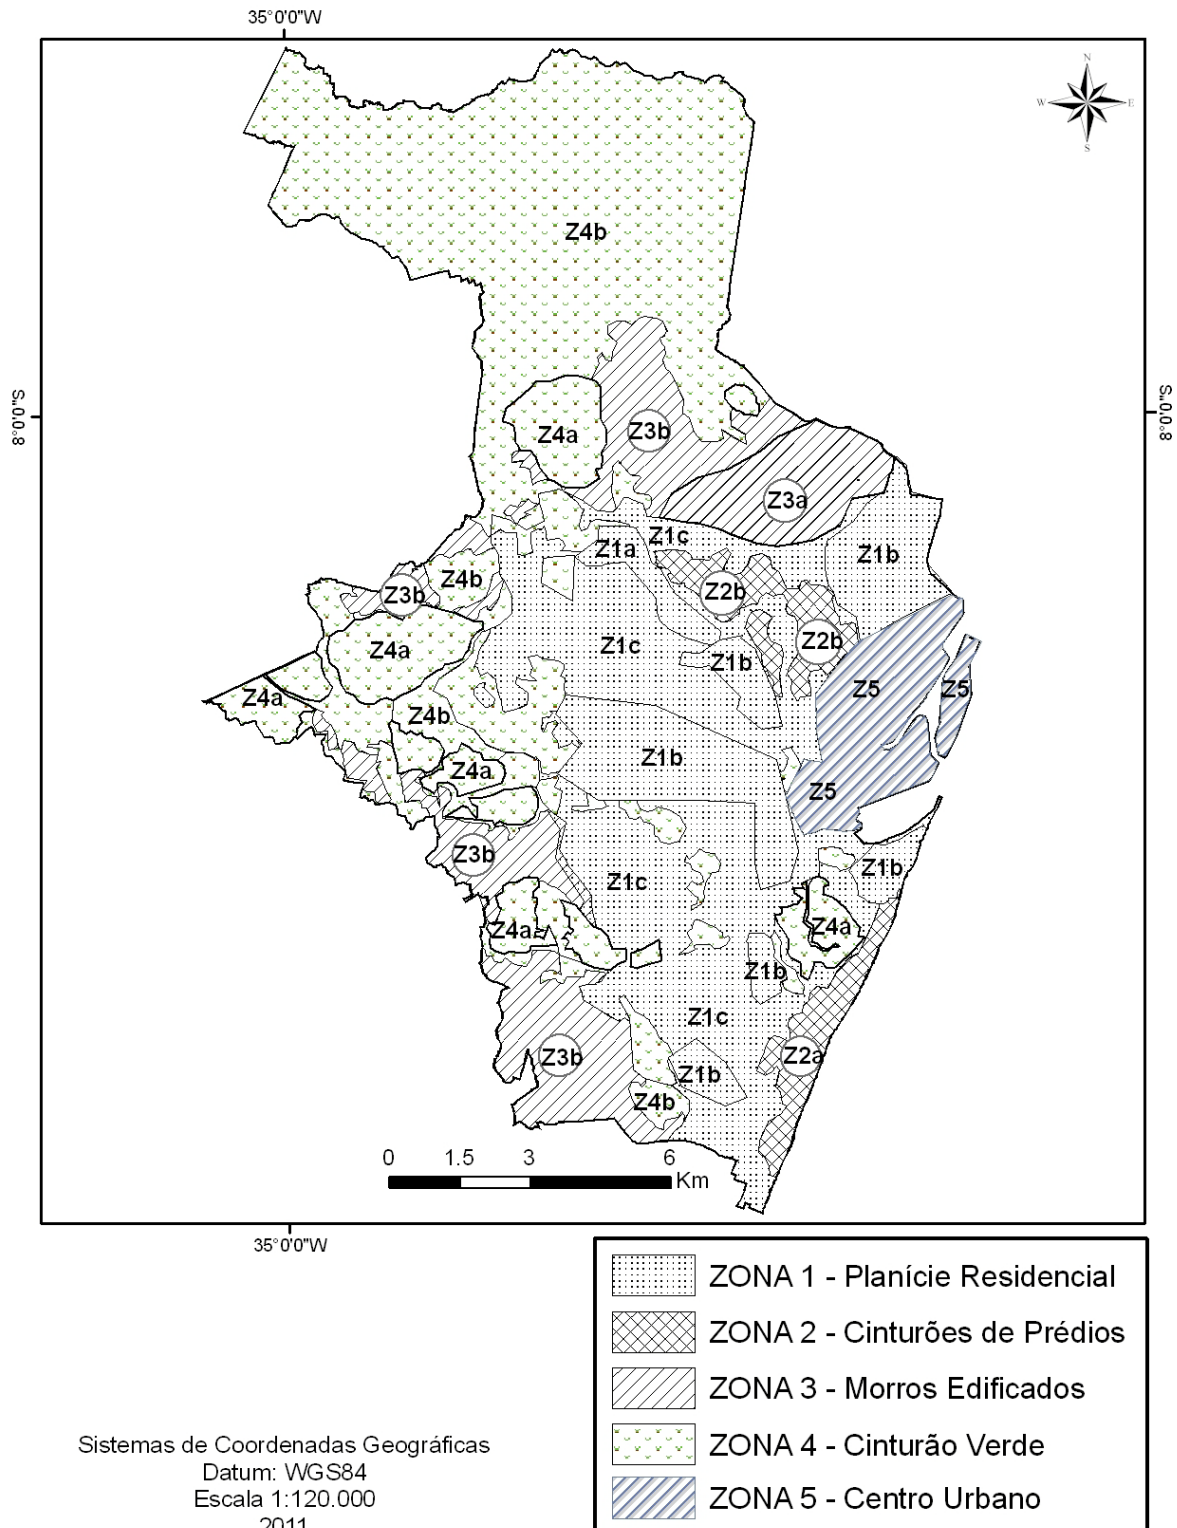 35°0'0"W
N
W E
S
Z4b
8°0'0"S
8°0'0"S
Z4a
Z3b
Z3a
Z1c
Z1a
Z1b
Z4b
Z3b
Z2b
Z4a
Z1c
Z1b
Z2b
Z4a
Z5
Z5
Z4b
Z1b
Z4a
Z5
Z3b
Z1c
Z1b
Z4a
Z4a
Z1b
Z1c
Z3b
Z2a
Z1b
Z4b
0 1.5 3 6
Km
35°0'0"W
ZONA 1 - Planície Residencial
ZONA 2 - Cinturões de Prédios
ZONA 3 - Morros Edificados
ZONA 4 - Cinturão Verde
ZONA 5 - Centro Urbano
Sistemas de Coordenadas Geográficas
Datum: WGS84
Escala 1:120.000
2011